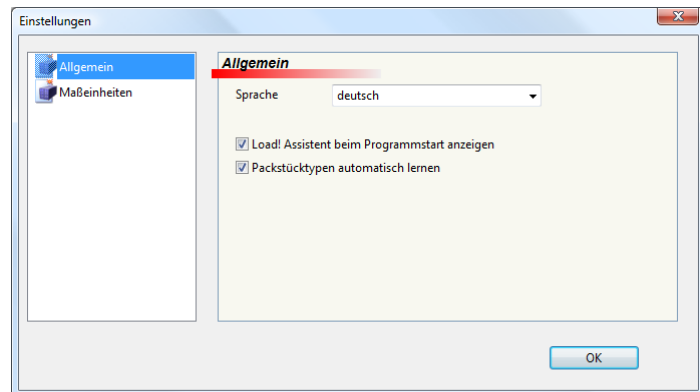 Einstellungen
Allgemein
Maßeinheiten
Allgemein
Sprache deutsch
Load! Assistent beim Programmstart anzeigen
Packstücktypen automatisch lernen
OK